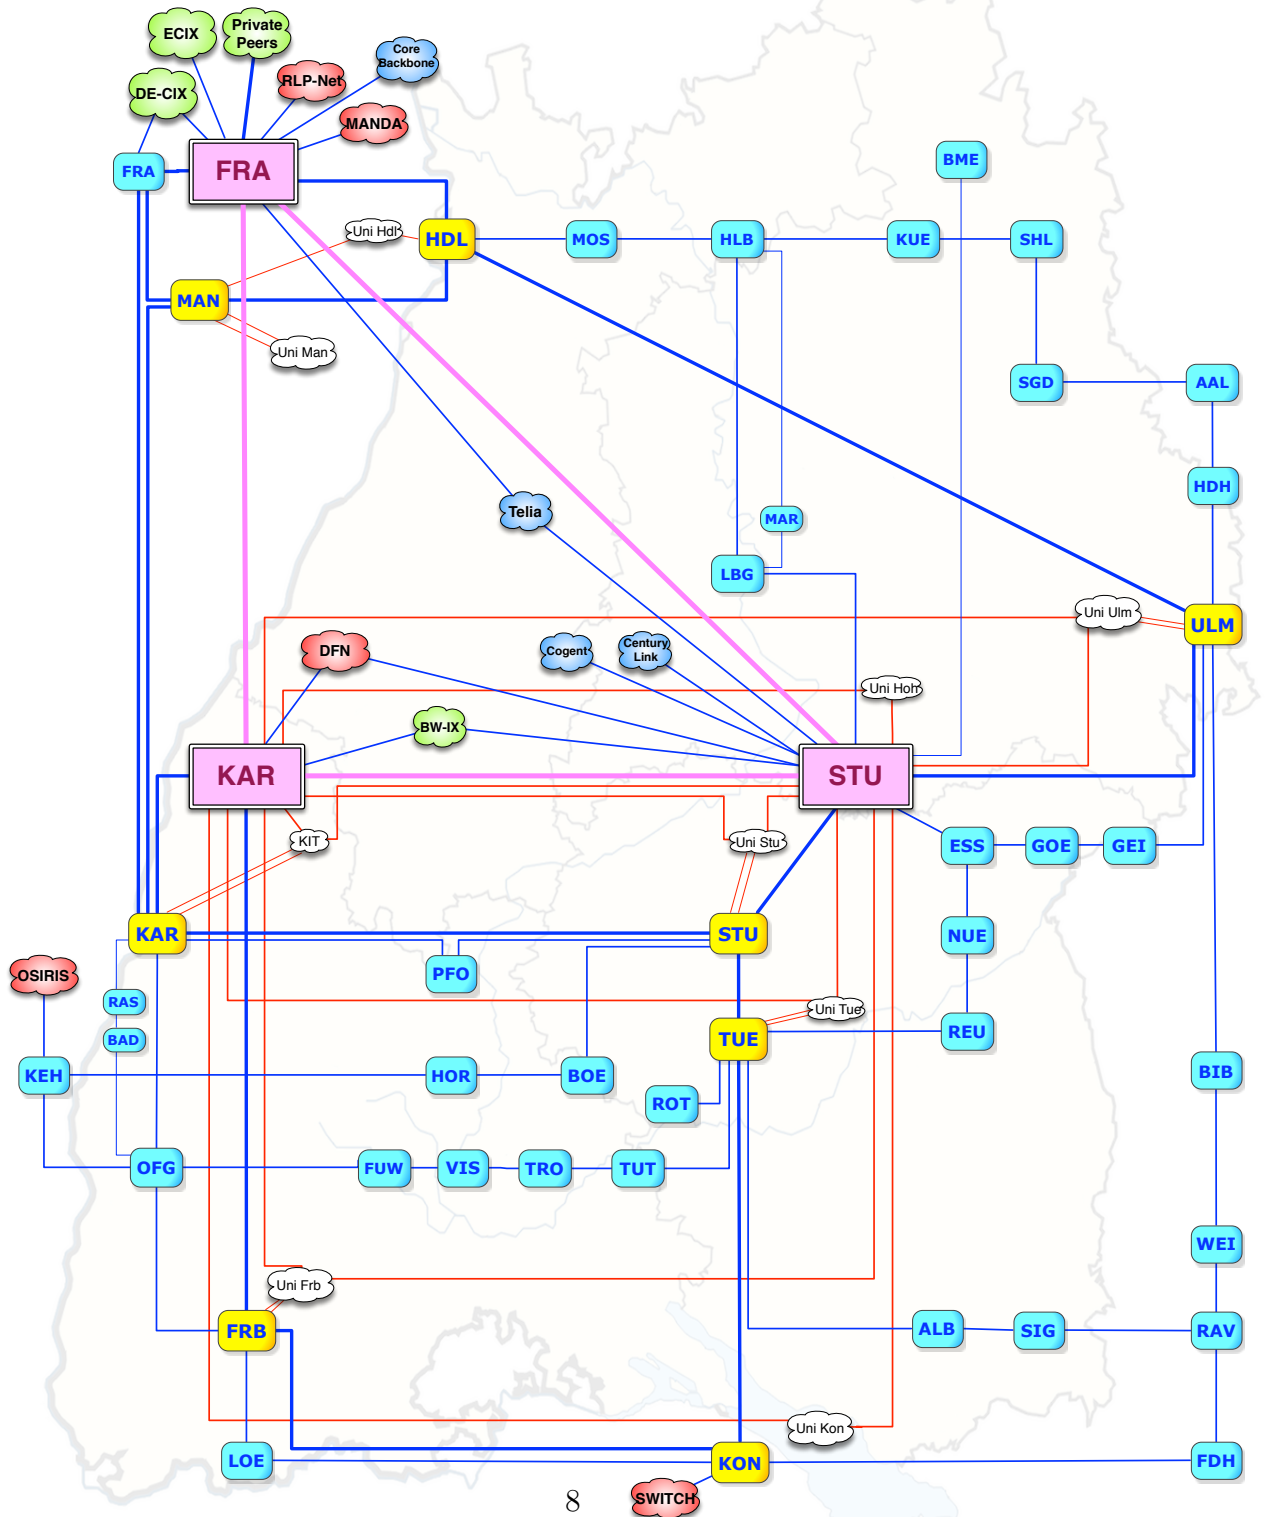 ECIX
Private
Peers
Core
Backbone
RLP-Net
DE-CIX
MANDA
FRA
FRA
BME
Uni Hdl
HDL
MOS
HLB
KUE
SHL
MAN
Uni Man
SGD
AAL
HDH
Telia
MAR
LBG
Uni Ulm
ULM
DFN
Cogent
Century
Link
Uni Hoh
BW-IX
KAR
STU
KIT
Uni Stu
ESS
GOE
GEI
KAR
STU
NUE
PFO
OSIRIS
RAS
Uni Tue
BAD
TUE
REU
KEH
HOR
BOE
BIB
ROT
OFG
FUW
VIS
TRO
TUT
WEI
Uni Frb
FRB
ALB
SIG
RAV
Uni Kon
LOE
KON
FDH
SWITCH
8